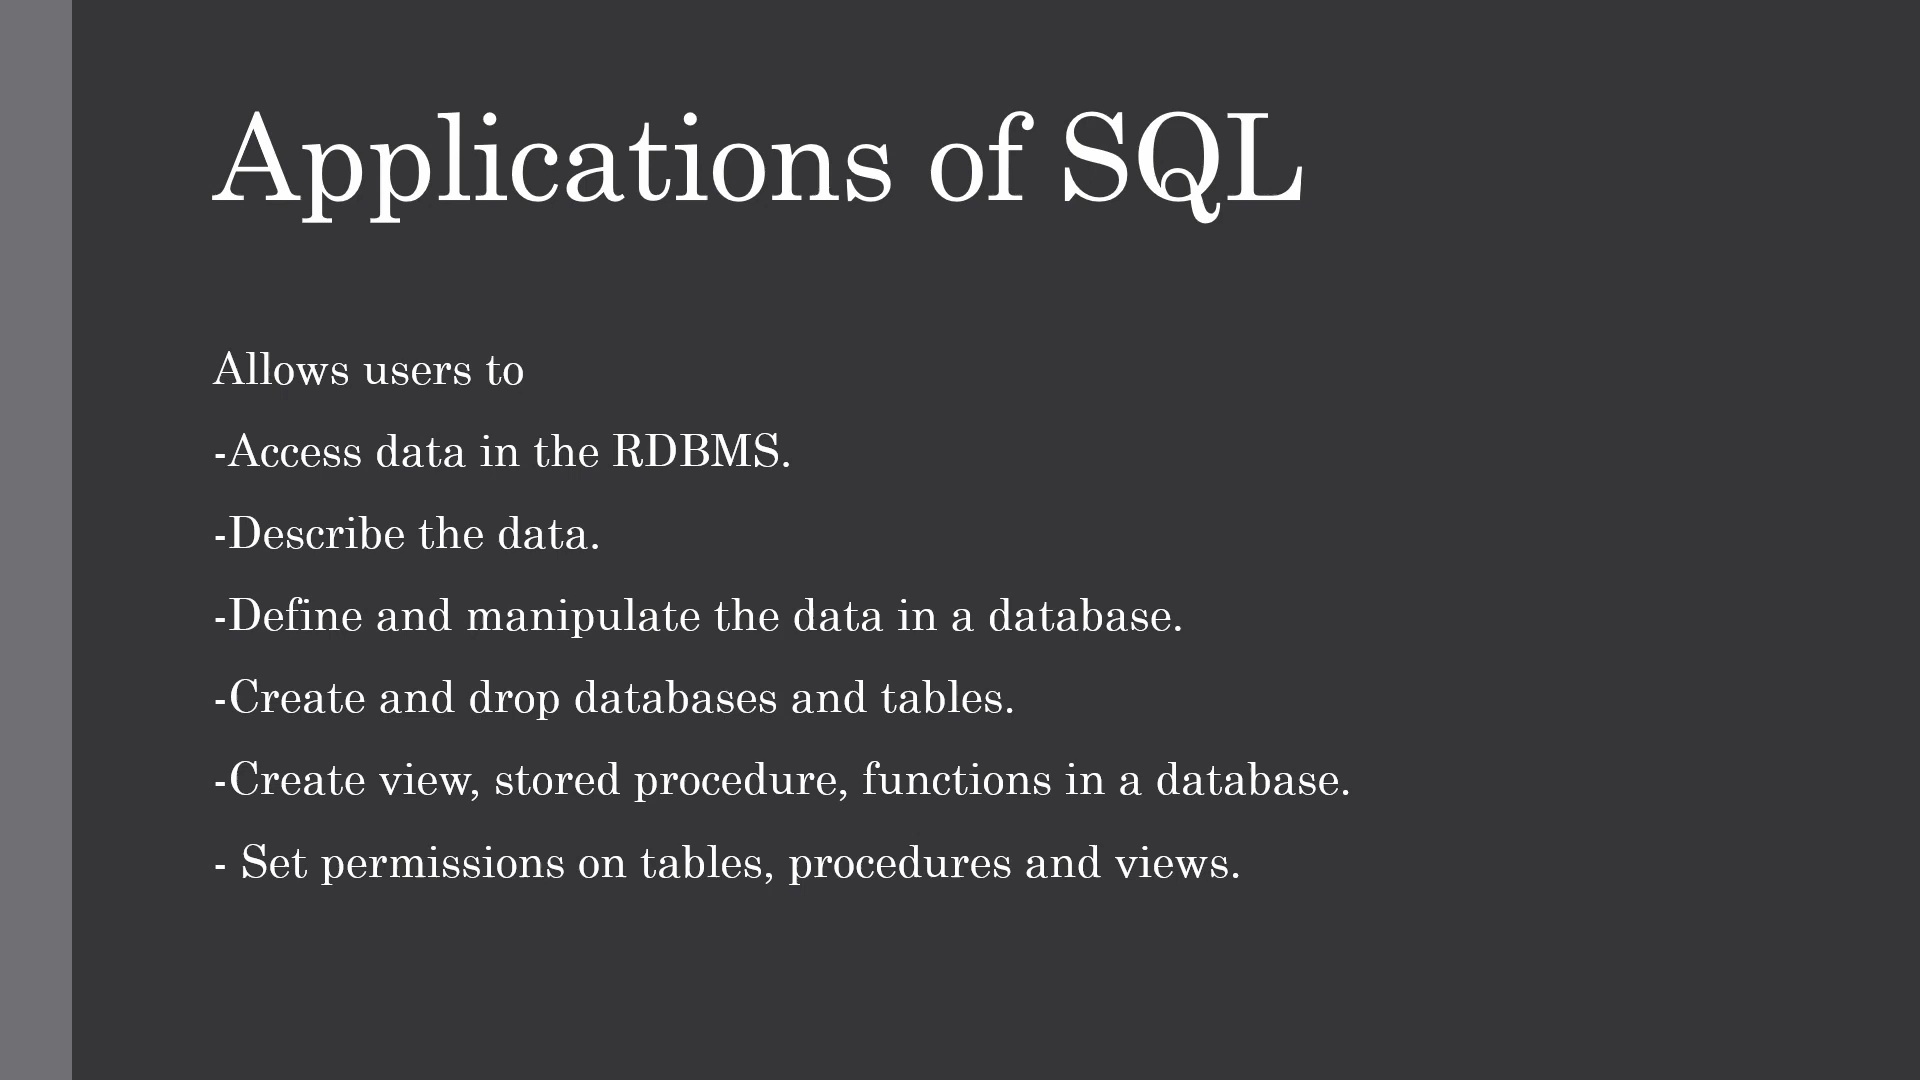 Applications of SQL
Allows users to
-Access data in the RDBMS.
-Describe the data.
-Define and manipulate the data in a database.
-Create and drop databases and tables.
-Create view, stored procedure, functions in a database.
- Set permissions on tables, procedures and views.